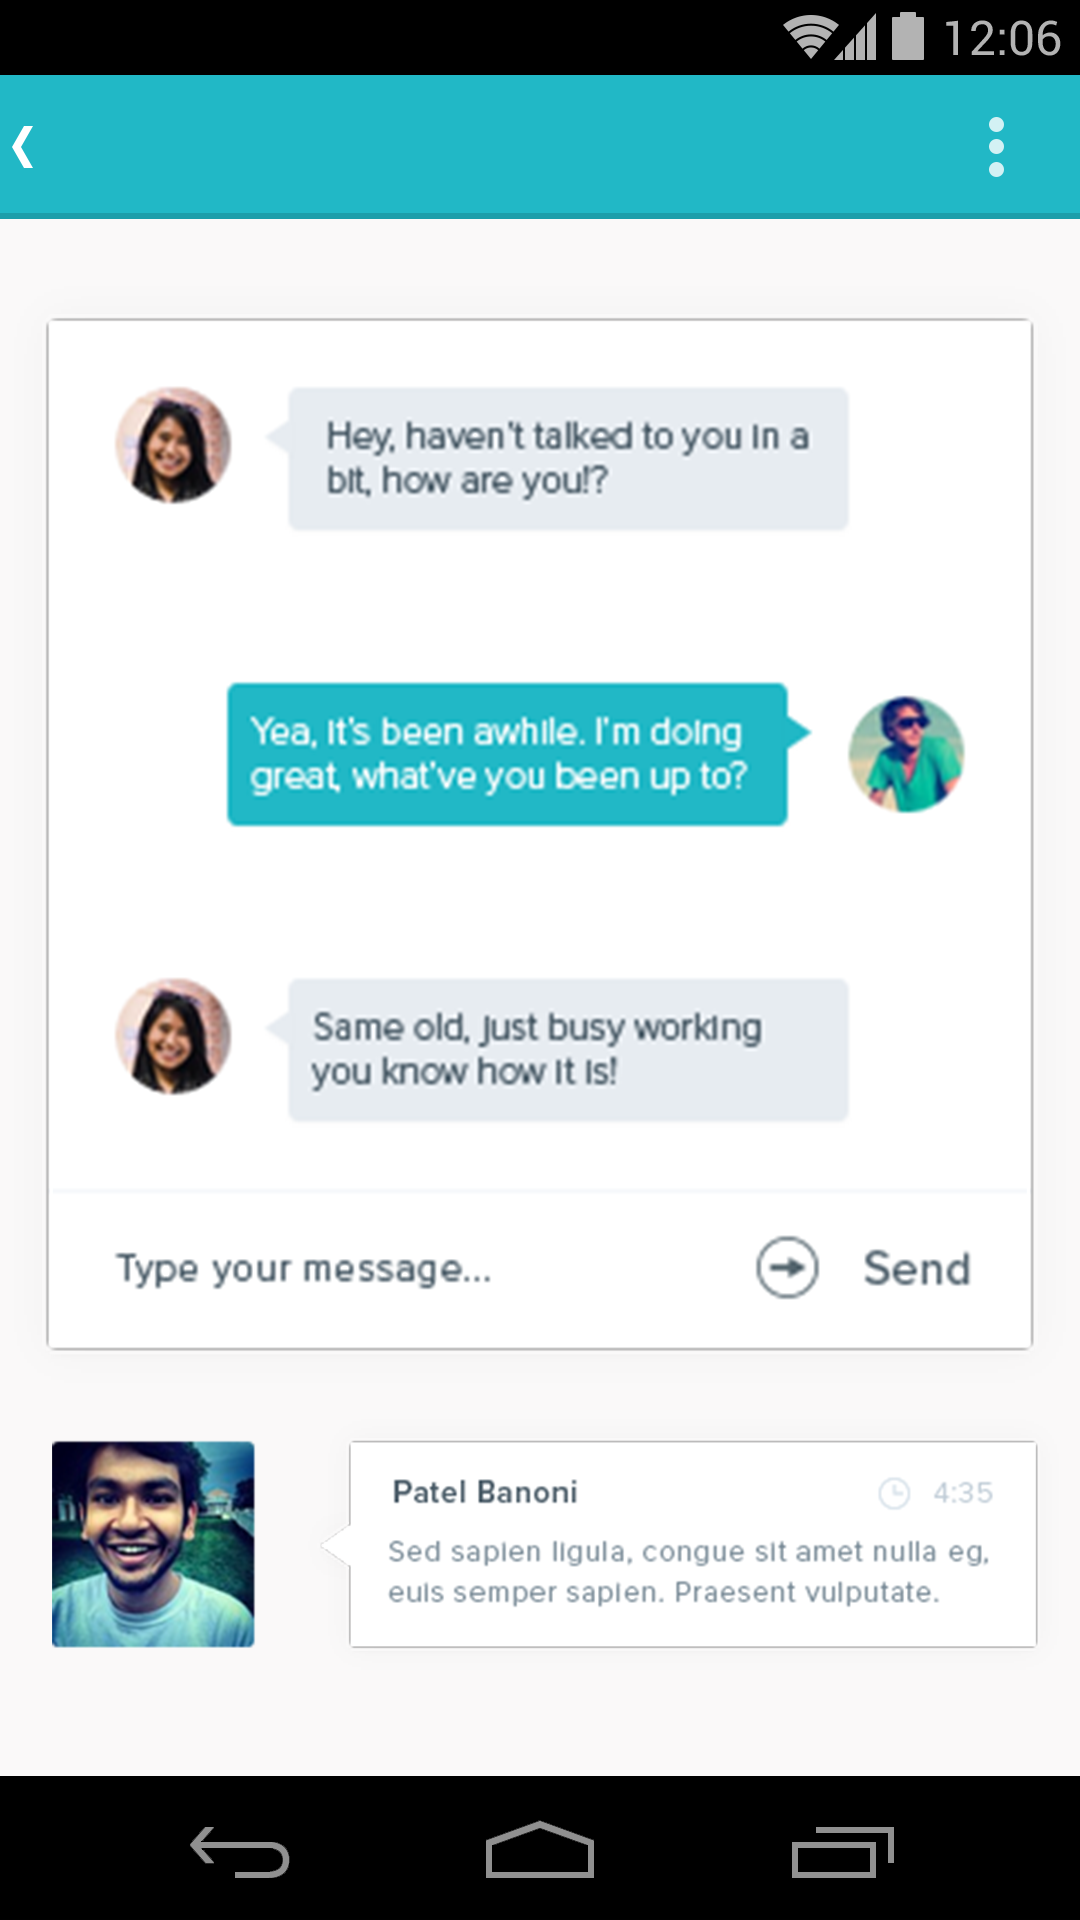 12:06
Hey, haven't talked to you in a
bit, how are you!?
Yea, it's been awhile. I'm doing
great, what've you been up to?
Same old, just busy working
you know how it is!
Type your message...
Send
Patel Banoni
4:35
Sed sapien ligula, congue sit amet nulla eg,
euis semper sapien. Praesent vulputate.